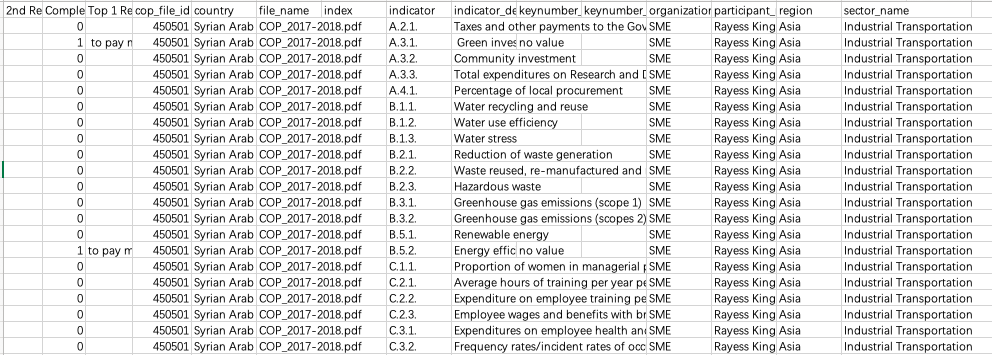 2nd Re Comple Top 1 Re cop_file_id country file_name index indicator indicator_de keynumber_ keynumber_ organization participant_ region sector_name
0 450501 Syrian Arab COP_2017-2018.pdf A.2.1. Taxes and other payments to the Gov SME Rayess King Asia Industrial Transportation
1 to pay m 450501 Syrian Arab COP_2017-2018.pdf A.3.1. Green inves no value SME Rayess King Asia Industrial Transportation
0 450501 Syrian Arab COP_2017-2018.pdf A.3.2. Community investment SME Rayess King Asia Industrial Transportation
0 450501 Syrian Arab COP_2017-2018.pdf A.3.3. Total expenditures on Research and D SME Rayess King Asia Industrial Transportation
0 450501 Syrian Arab COP_2017-2018.pdf A.4.1. Percentage of local procurement SME Rayess King Asia Industrial Transportation
0 450501 Syrian Arab COP_2017-2018.pdf B.1.1. Water recycling and reuse SME Rayess King Asia Industrial Transportation
0 450501 Syrian Arab COP_2017-2018.pdf B.1.2. Water use efficiency SME Rayess King Asia Industrial Transportation
0 450501 Syrian Arab COP_2017-2018.pdf B.1.3. Water stress SME Rayess King Asia Industrial Transportation
0 450501 Syrian Arab COP_2017-2018.pdf B.2.1. Reduction of waste generation SME Rayess King Asia Industrial Transportation
0 450501 Syrian Arab COP_2017-2018.pdf B.2.2. Waste reused, re-manufactured and SME Rayess King Asia Industrial Transportation
0 450501 Syrian Arab COP_2017-2018.pdf B.2.3. Hazardous waste SME Rayess King Asia Industrial Transportation
0 450501 Syrian Arab COP_2017-2018.pdf B.3.1. Greenhouse gas emissions (scope 1) SME Rayess King Asia Industrial Transportation
0 450501 Syrian Arab COP_2017-2018.pdf B.3.2. Greenhouse gas emissions (scopes 2) SME Rayess King Asia Industrial Transportation
0 450501 Syrian Arab COP_2017-2018.pdf B.5.1. Renewable energy SME Rayess King Asia Industrial Transportation
1 to pay m 450501 Syrian Arab COP_2017-2018.pdf B.5.2. Energy effic no value SME Rayess King Asia Industrial Transportation
0 450501 Syrian Arab COP_2017-2018.pdf C.1.1. Proportion of women in managerial p SME Rayess King Asia Industrial Transportation
0 450501 Syrian Arab COP_2017-2018.pdf C.2.1. Average hours of training per year pe SME Rayess King Asia Industrial Transportation
0 450501 Syrian Arab COP_2017-2018.pdf C.2.2. Expenditure on employee training pe SME Rayess King Asia Industrial Transportation
0 450501 Syrian Arab COP_2017-2018.pdf C.2.3. Employee wages and benefits with br SME Rayess King Asia Industrial Transportation
0 450501 Syrian Arab COP_2017-2018.pdf C.3.1. Expenditures on employee health an SME Rayess King Asia Industrial Transportation
0 450501 Syrian Arab COP_2017-2018.pdf C.3.2. Frequency rates/incident rates of occ SME Rayess King Asia Industrial Transportation